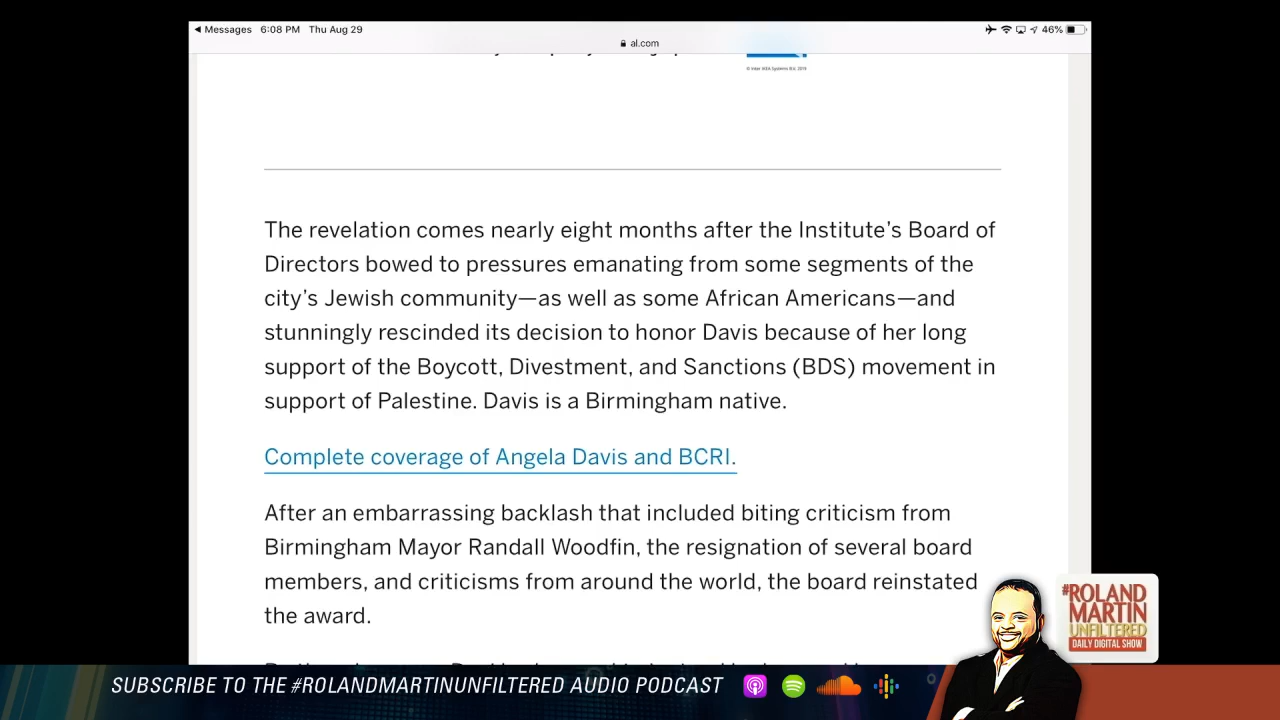 Messages 6:08 PM Thu Aug 29
46%
al.com
© Inter IKEA Systems B.V. 2019
The revelation comes nearly eight months after the Institute’s Board of
Directors bowed to pressures emanating from some segments of the
city’s Jewish community—as well as some African Americans—and
stunningly rescinded its decision to honor Davis because of her long
support of the Boycott, Divestment, and Sanctions (BDS) movement in
support of Palestine. Davis is a Birmingham native.
Complete coverage of Angela Davis and BCRI.
After an embarrassing backlash that included biting criticism from
Birmingham Mayor Randall Woodfin, the resignation of several board
members, and criticisms from around the world, the board reinstated
the award.
#ROLAND
MARTIN
UNFILTERED
DAILY DIGITAL SHOW
SUBSCRIBE TO THE #ROLANDMARTINUNFILTERED AUDIO PODCAST